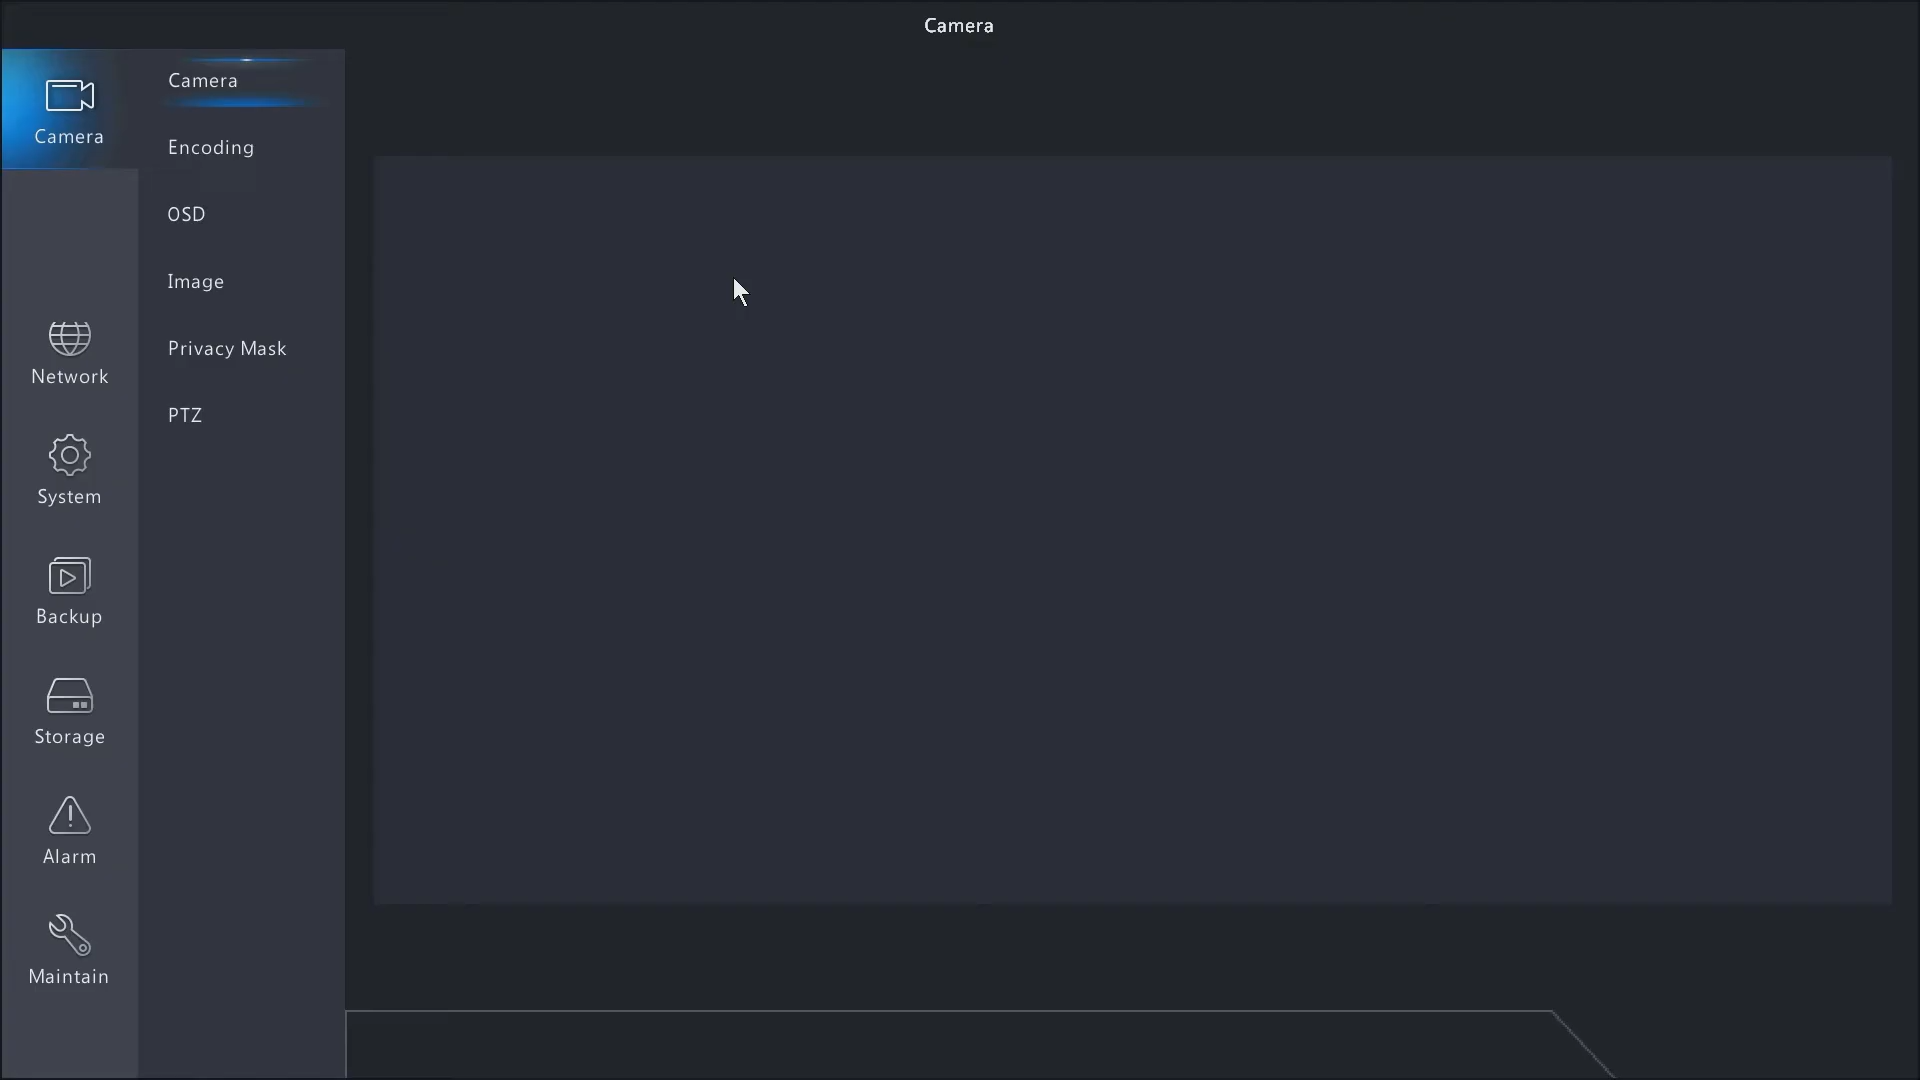 Camera
Camera
Camera
Encoding
OSD
Image
Privacy Mask
PTZ
Network
System
Backup
Storage
Alarm
Maintain